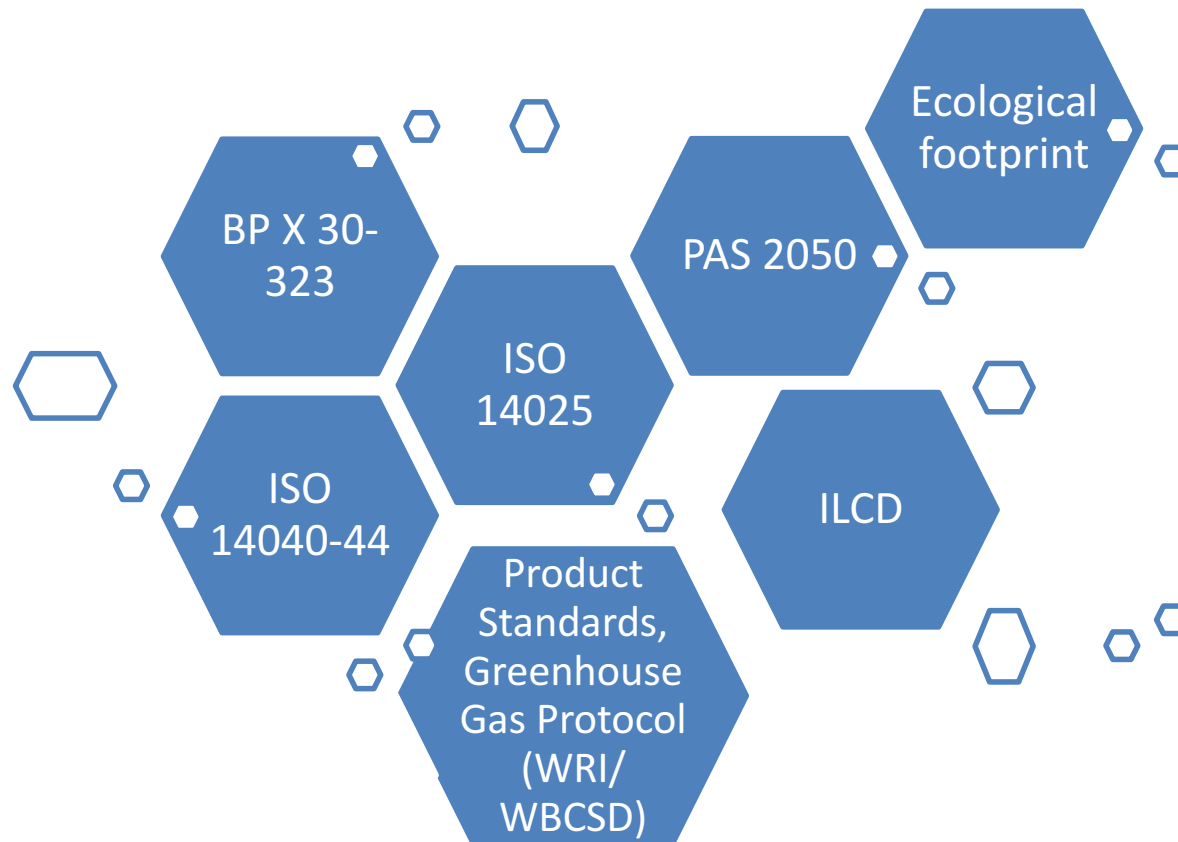 Ecological
footprint
BP X 30-
323
PAS 2050
ISO
14025
ISO
14040-44
ILCD
Product
Standards,
Greenhouse
Gas Protocol
(WRI/
WBCSD)